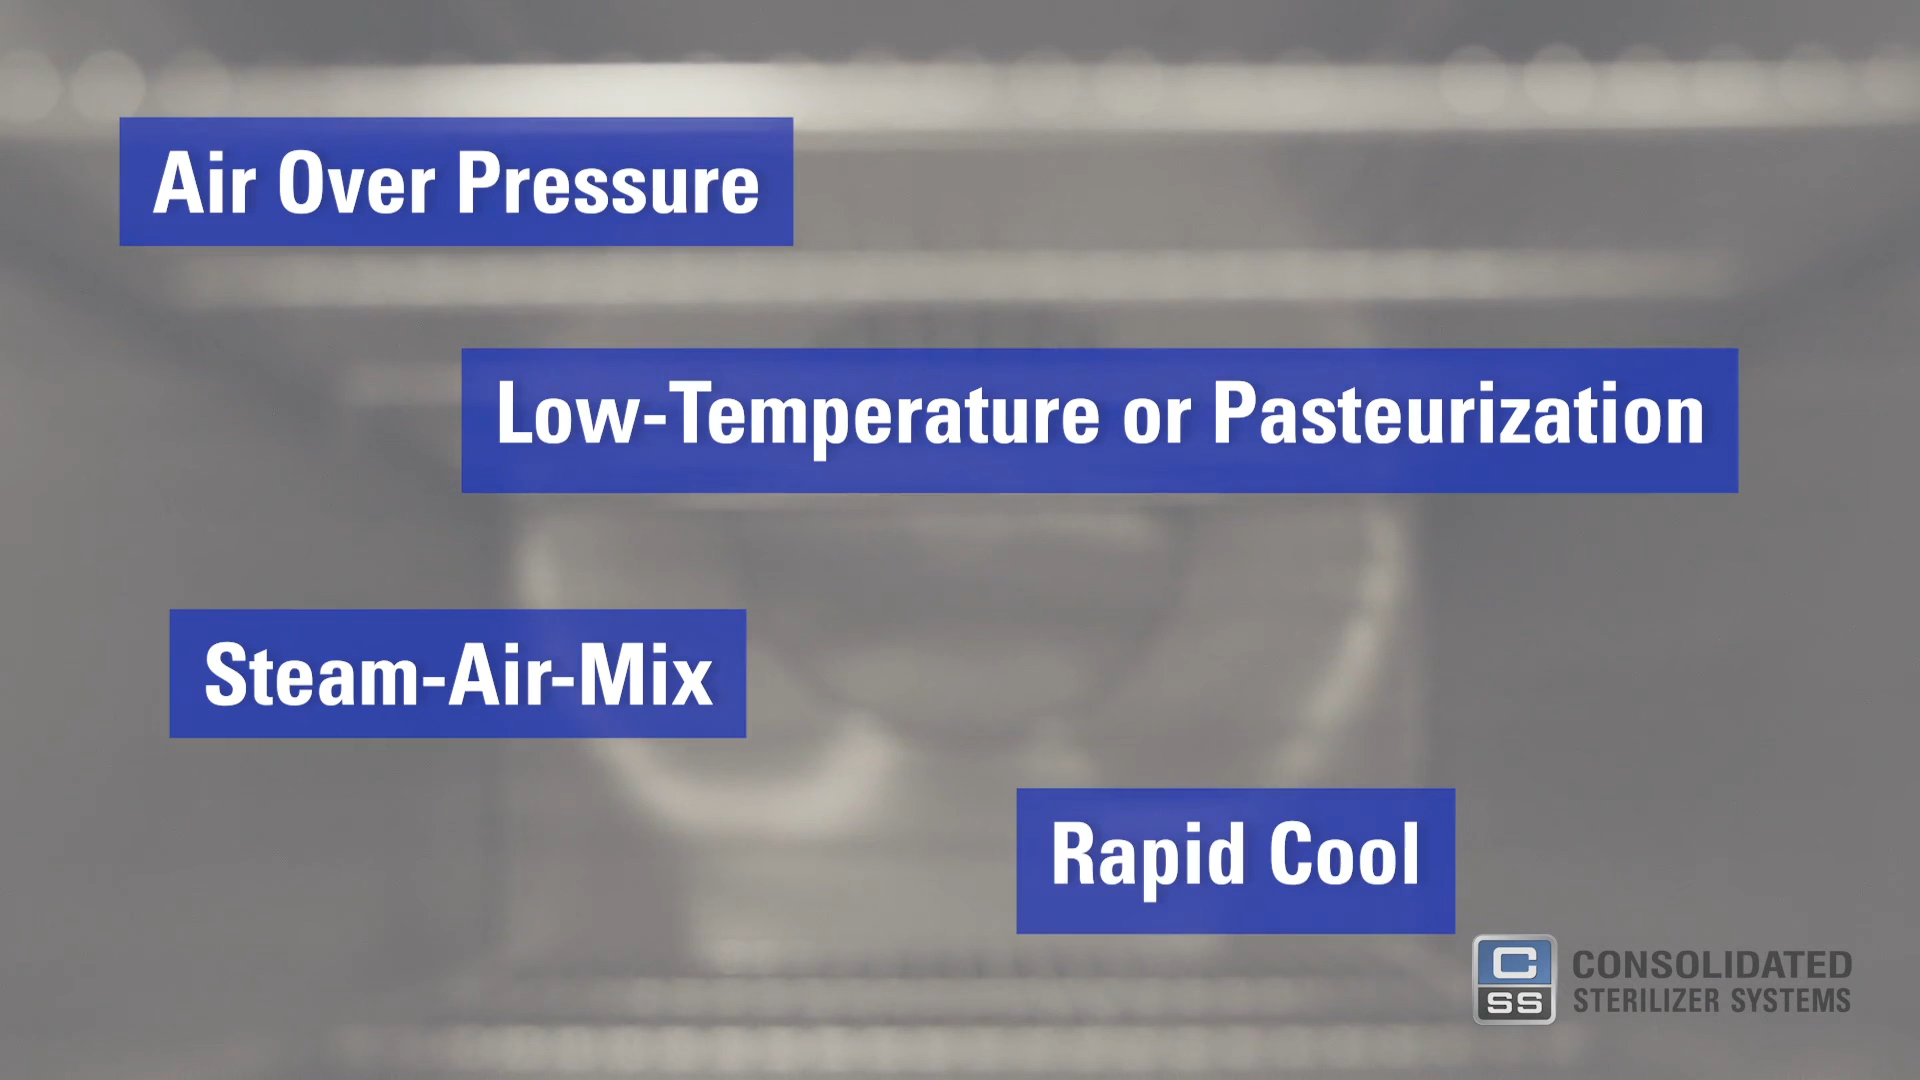 Air Over Pressure
Low-Temperature or Pasteurization
Steam-Air-Mix
Rapid Cool
C
SS
CONSOLIDATED
STERILIZER SYSTEMS